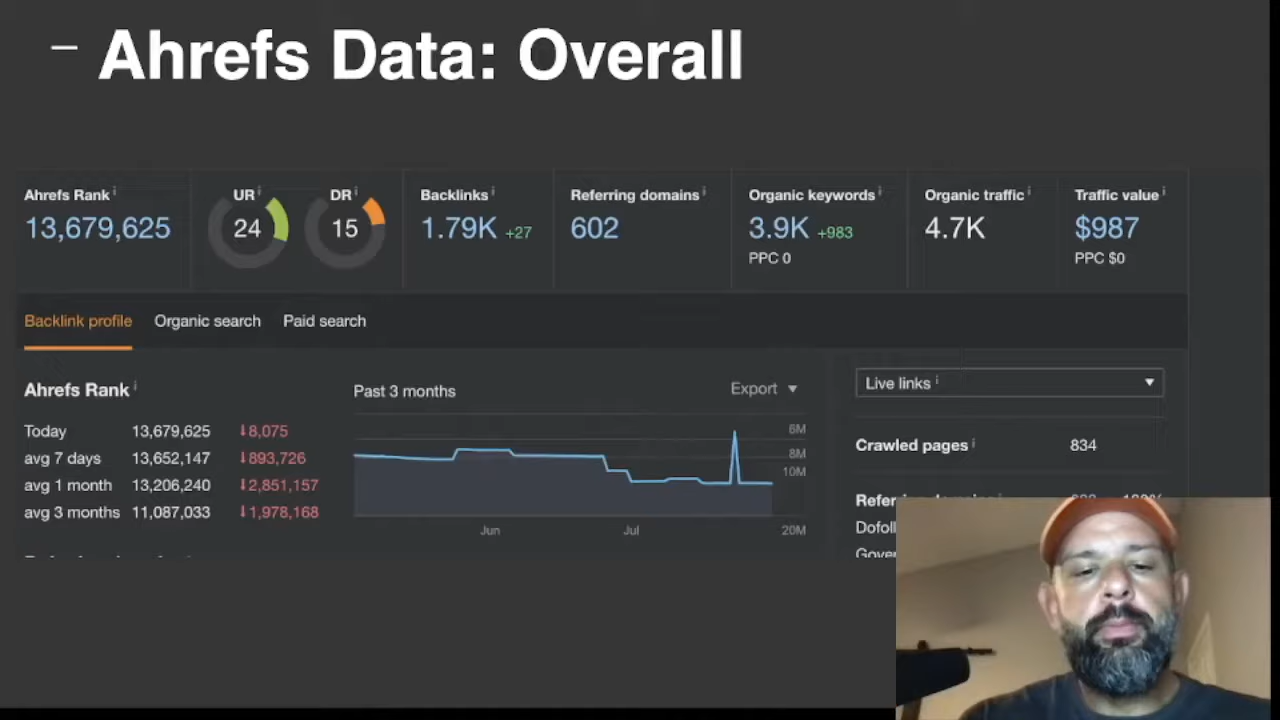 – Ahrefs Data: Overall
Ahrefs Rank i
13,679,625
UR i
24
DR i
15
Backlinks i
1.79K +27
Referring domains i
602
Organic keywords i
3.9K +983
PPC 0
Organic traffic i
4.7K
Traffic value i
$987
PPC $0
Backlink profile Organic search Paid search
Ahrefs Rank i
Today 13,679,625 ↓8,075
avg 7 days 13,652,147 ↓893,726
avg 1 month 13,206,240 ↓2,851,157
avg 3 months 11,087,033 ↓1,978,168
Past 3 months
Export ▼
6M
8M
10M
20M
Jun Jul
Live links i ▼
Crawled pages i 834